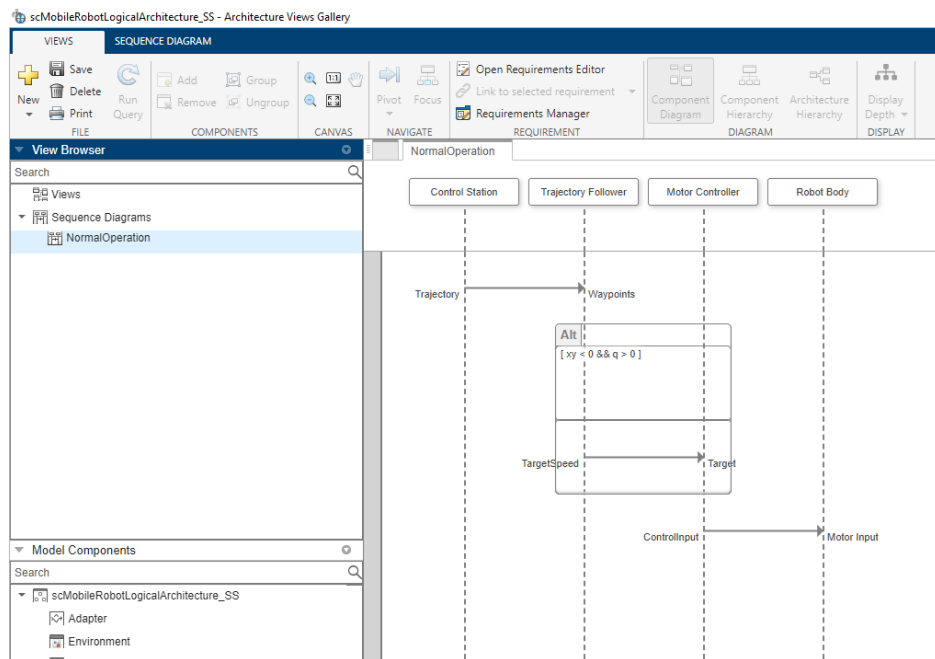 scMobileRobotLogicalArchitecture_SS - Architecture Views Gallery
VIEWS SEQUENCE DIAGRAM
New
Save
Delete
Print
FILE
Run
Query
Add
Remove
Group
Ungroup
COMPONENTS
1:1
CANVAS
Pivot
Focus
NAVIGATE
Open Requirements Editor
Link to selected requirement
Requirements Manager
REQUIREMENT
Component
Diagram
Component
Hierarchy
Architecture
Hierarchy
DIAGRAM
Display
Depth
DISPLAY
View Browser
Search
Views
Sequence Diagrams
NormalOperation
Model Components
Search
scMobileRobotLogicalArchitecture_SS
Adapter
Environment
NormalOperation
Control Station
Trajectory Follower
Motor Controller
Robot Body
Trajectory
Waypoints
Alt
[ xy < 0 && q > 0 ]
TargetSpeed
Target
ControlInput
Motor Input